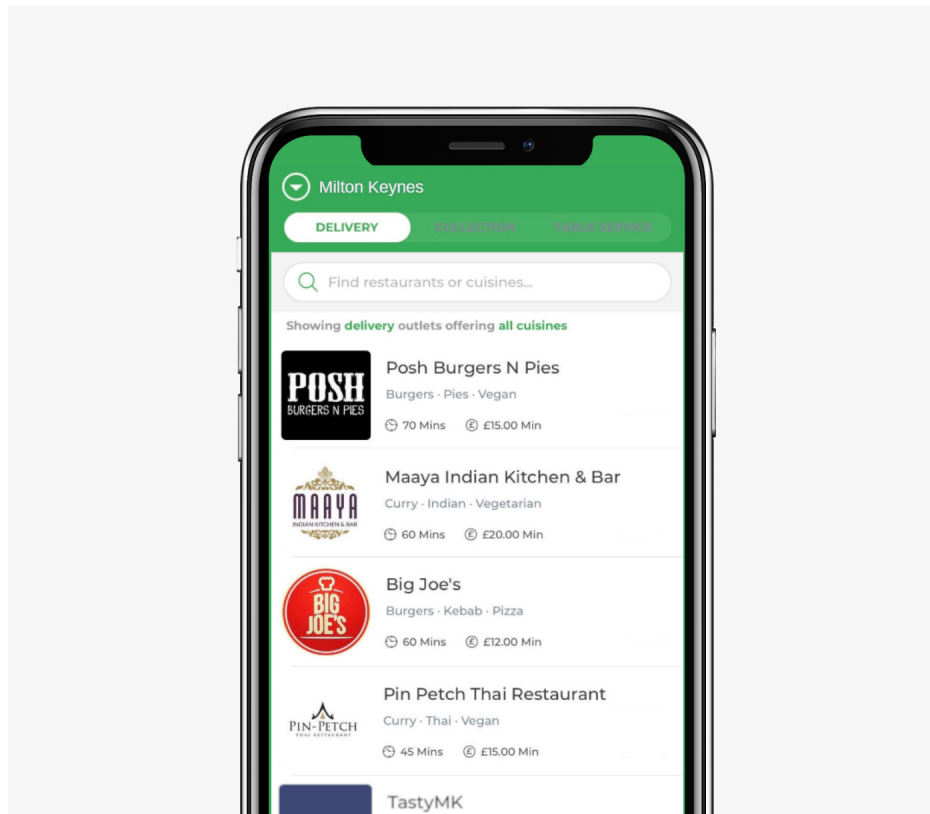 Milton Keynes
DELIVERY COLLECTION TABLE SERVICE
Find restaurants or cuisines...
Showing delivery outlets offering all cuisines
POSH
BURGERS N PIES
Posh Burgers N Pies
Burgers · Pies · Vegan
70 Mins £ £15.00 Min
MAAYA
INDIAN KITCHEN & BAR
Maaya Indian Kitchen & Bar
Curry · Indian · Vegetarian
60 Mins £ £20.00 Min
BIG
JOE'S
Big Joe's
Burgers · Kebab · Pizza
60 Mins £ £12.00 Min
PIN-PETCH
THAI RESTAURANT
Pin Petch Thai Restaurant
Curry · Thai · Vegan
45 Mins £ £15.00 Min
TastyMK